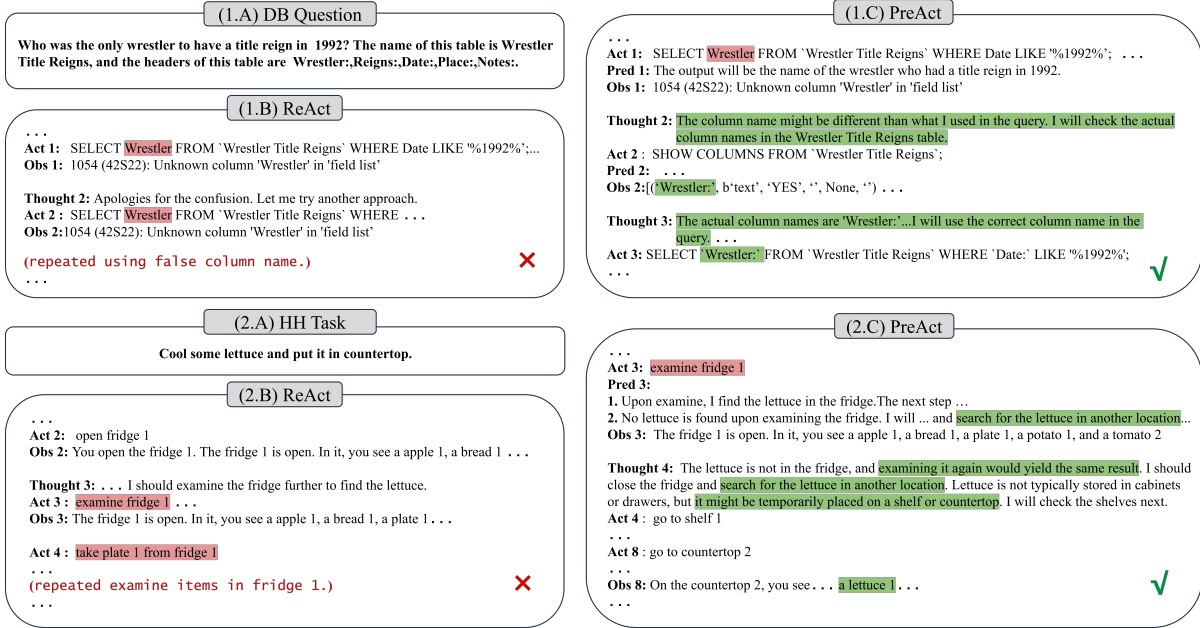 (1.A) DB Question
Who was the only wrestler to have a title reign in 1992? The name of this table is Wrestler
Title Reigns, and the headers of this table are Wrestler:,Reigns:,Date:,Place:,Notes:.
(1.B) ReAct
...
Act 1: SELECT Wrestler FROM `Wrestler Title Reigns` WHERE Date LIKE '%1992%‘;...
Obs 1: 1054 (42S22): Unknown column 'Wrestler' in 'field list’
Thought 2: Apologies for the confusion. Let me try another approach.
Act 2 : SELECT Wrestler FROM `Wrestler Title Reigns` WHERE ...
Obs 2:1054 (42S22): Unknown column 'Wrestler' in 'field list’
(repeated using false column name.)
×
...
(1.C) PreAct
...
Act 1: SELECT Wrestler FROM `Wrestler Title Reigns` WHERE Date LIKE '%1992%‘; ...
Pred 1: The output will be the name of the wrestler who had a title reign in 1992.
Obs 1: 1054 (42S22): Unknown column 'Wrestler' in 'field list’
Thought 2: The column name might be different than what I used in the query. I will check the actual
column names in the Wrestler Title Reigns table.
Act 2 : SHOW COLUMNS FROM `Wrestler Title Reigns`;
Pred 2: ...
Obs 2:[(‘Wrestler:’, b‘text’, ‘YES’, ‘’, None, ‘’) ...
Thought 3: The actual column names are 'Wrestler:’...I will use the correct column name in the
query. ...
Act 3: SELECT `Wrestler:` FROM `Wrestler Title Reigns` WHERE `Date:` LIKE '%1992%';
...
√
(2.A) HH Task
Cool some lettuce and put it in countertop.
(2.B) ReAct
...
Act 2: open fridge 1
Obs 2: You open the fridge 1. The fridge 1 is open. In it, you see a apple 1, a bread 1 ...
Thought 3: ... I should examine the fridge further to find the lettuce.
Act 3 : examine fridge 1 ...
Obs 3: The fridge 1 is open. In it, you see a apple 1, a bread 1, a plate 1...
Act 4 : take plate 1 from fridge 1
...
(repeated examine items in fridge 1.)
×
...
(2.C) PreAct
...
Act 3: examine fridge 1
Pred 3:
1. Upon examine, I find the lettuce in the fridge.The next step …
2. No lettuce is found upon examining the fridge. I will ... and search for the lettuce in another location...
Obs 3: The fridge 1 is open. In it, you see a apple 1, a bread 1, a plate 1, a potato 1, and a tomato 2
Thought 4: The lettuce is not in the fridge, and examining it again would yield the same result. I should
close the fridge and search for the lettuce in another location. Lettuce is not typically stored in cabinets
or drawers, but it might be temporarily placed on a shelf or countertop. I will check the shelves next.
Act 4 : go to shelf 1
...
Act 8 : go to countertop 2
...
Obs 8: On the countertop 2, you see... a lettuce 1...
...
√